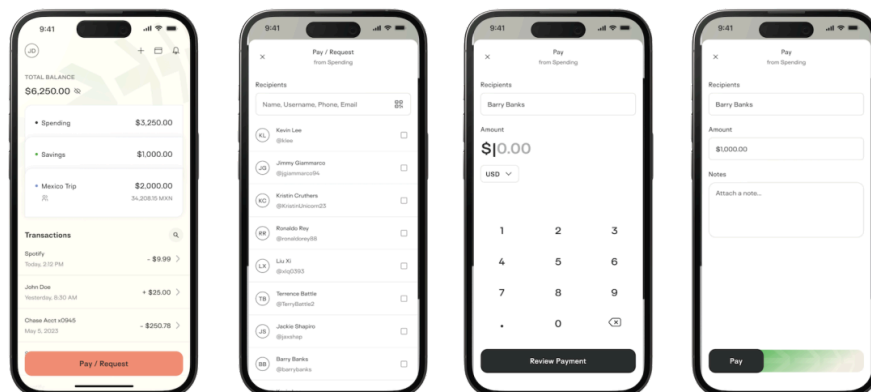 9:41
JD
TOTAL BALANCE
$6,250.00
Spending $3,250.00
Savings $1,000.00
Mexico Trip $2,000.00
34,208.15 MXN
Transactions
Spotify
Today, 2:12 PM
- $9.99
John Doe
Yesterday, 8:30 AM
+ $25.00
Chase Acct x0945
May 5, 2023
- $250.78
Pay / Request
9:41
Pay / Request
from Spending
Recipients
Name, Username, Phone, Email
KL Kevin Lee
@klee
JG Jimmy Giammarco
@jgiammarco94
KC Kristin Cruthers
@KristinUnicorn23
RR Ronaldo Rey
@ronaldorey98
LX Liu Xi
TB Terrence Battle
@TerryBattle2
JS Jackie Shapiro
BB Barry Banks
@barrybanks
9:41
Pay
from Spending
Recipients
Barry Banks
Amount
$0.00
USD
1 2 3
4 5 6
7 8 9
. 0
Review Payment
9:41
Pay
from Spending
Recipients
Barry Banks
Amount
$1,000.00
Notes
Attach a note...
Pay